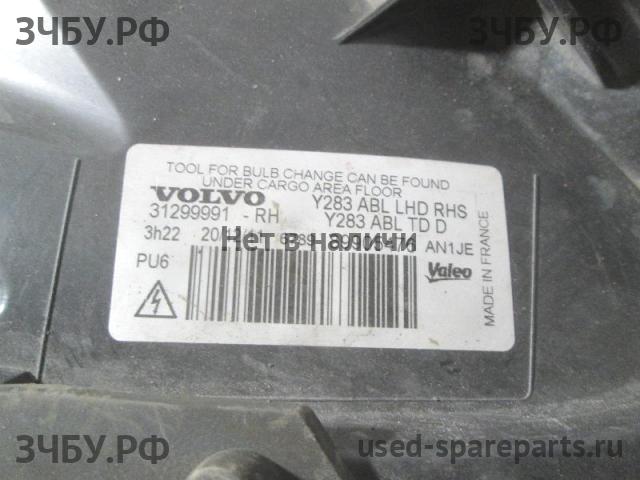 ЗЧБУ.РФ
ЗЧБУ.РФ
TOOL FOR BULB CHANGE CAN BE FOUND
UNDER CARGO AREA FLOOR
VOLVO
Y283 ABL LHD RHS
31299991 - RH
Y283 ABL TD D
3h22
AN1JE
Нет в наличи
PU6
Valeo
MADE IN FRANCE
ЗЧБУ.РФ
used-spareparts.ru